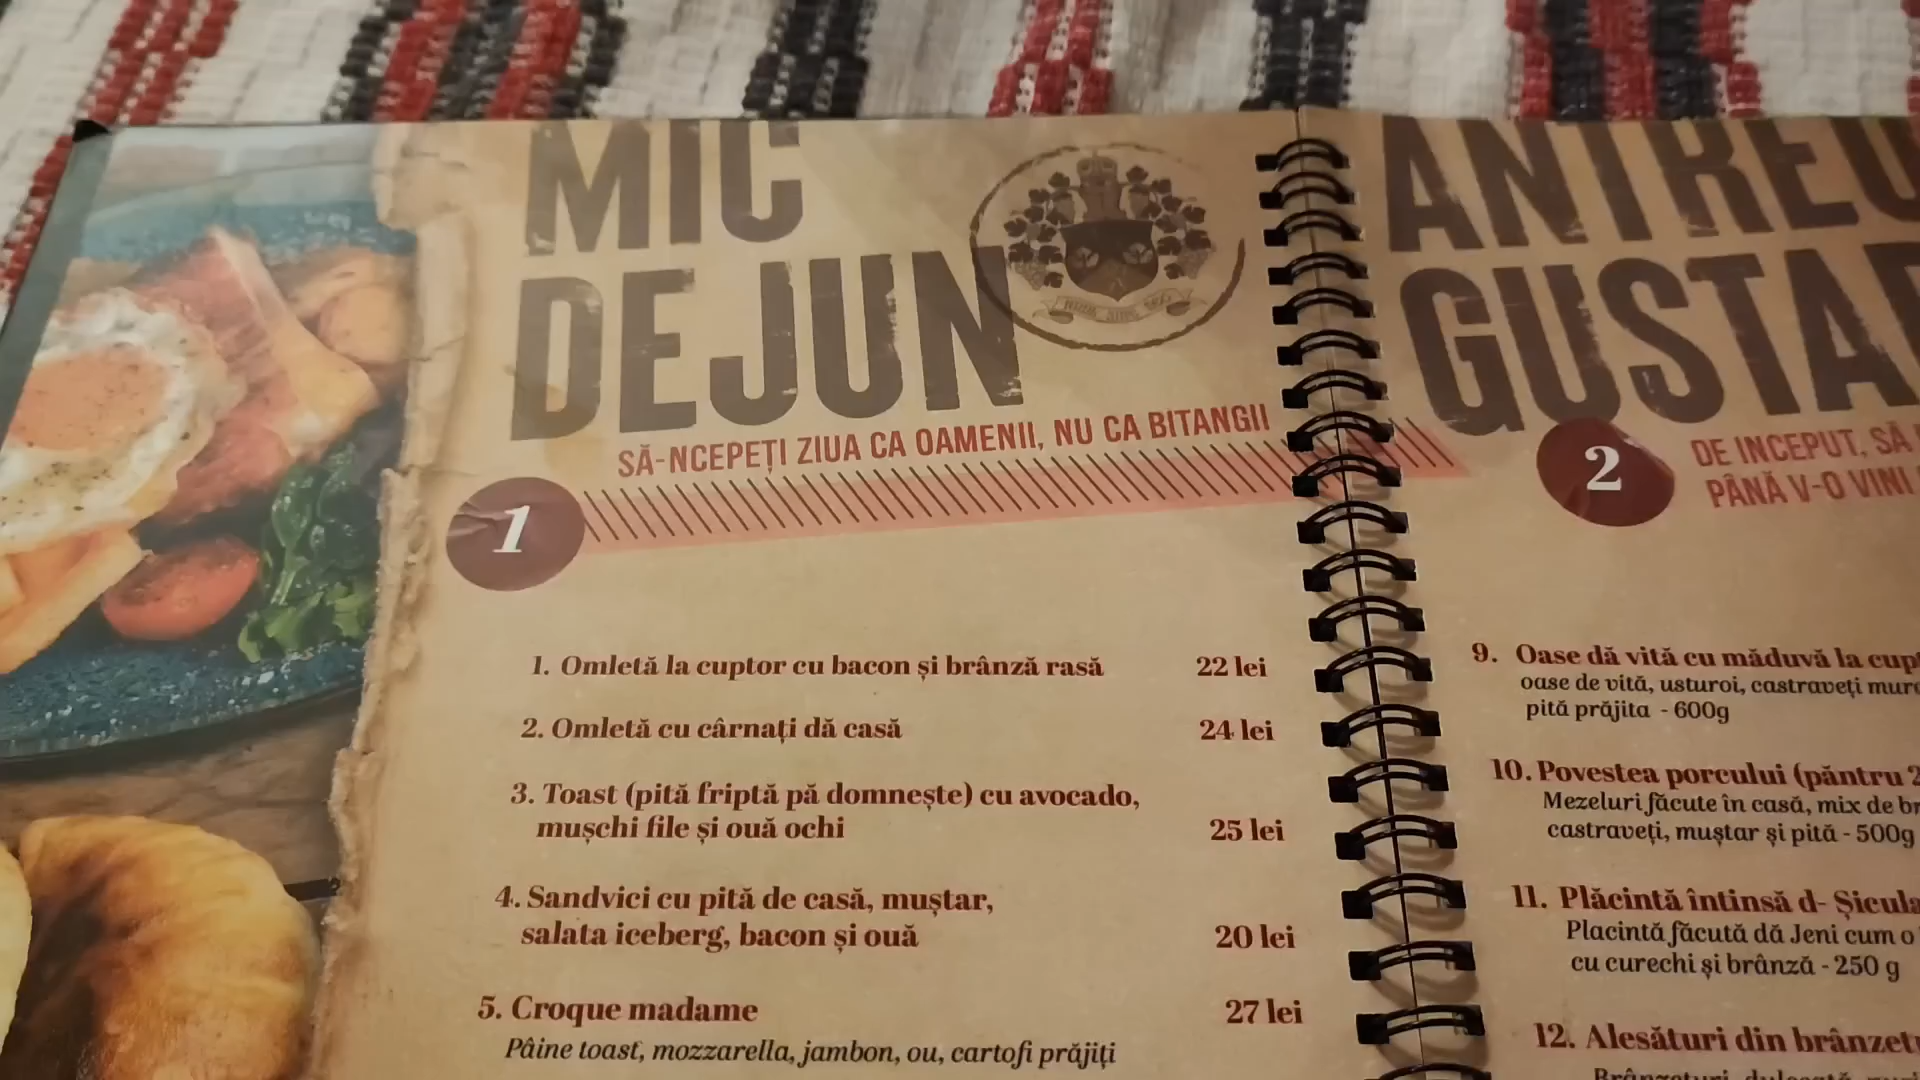 MIC
DEJUN
SĂ-NCEPEȚI ZIUA CA OAMENII, NU CA BITANGII
1
1. Omletă la cuptor cu bacon și brânză rasă 22 lei
2. Omletă cu cârnați dă casă 24 lei
3. Toast (pită friptă pă domnește) cu avocado,
mușchi file și ouă ochi 25 lei
4. Sandvici cu pită de casă, muștar,
salata iceberg, bacon și ouă 20 lei
5. Croque madame 27 lei
Pâine toast, mozzarella, jambon, ou, cartofi prăjiți
ANTREU
GUSTAR
2
DE INCEPUT, SĂ
PÂNĂ V-O VINI
9. Oase dă vită cu măduvă la cupt
oase de vită, usturoi, castraveți mura
pită prăjita - 600g
10. Povestea porcului (păntru 2
Mezeluri făcute în casă, mix de br
castraveți, muștar și pită - 500g
11. Plăcintă întinsă d- Șicula
Placintă făcută dă Jeni cum o
cu curechi și brânză - 250 g
12. Alesături din brânzetu